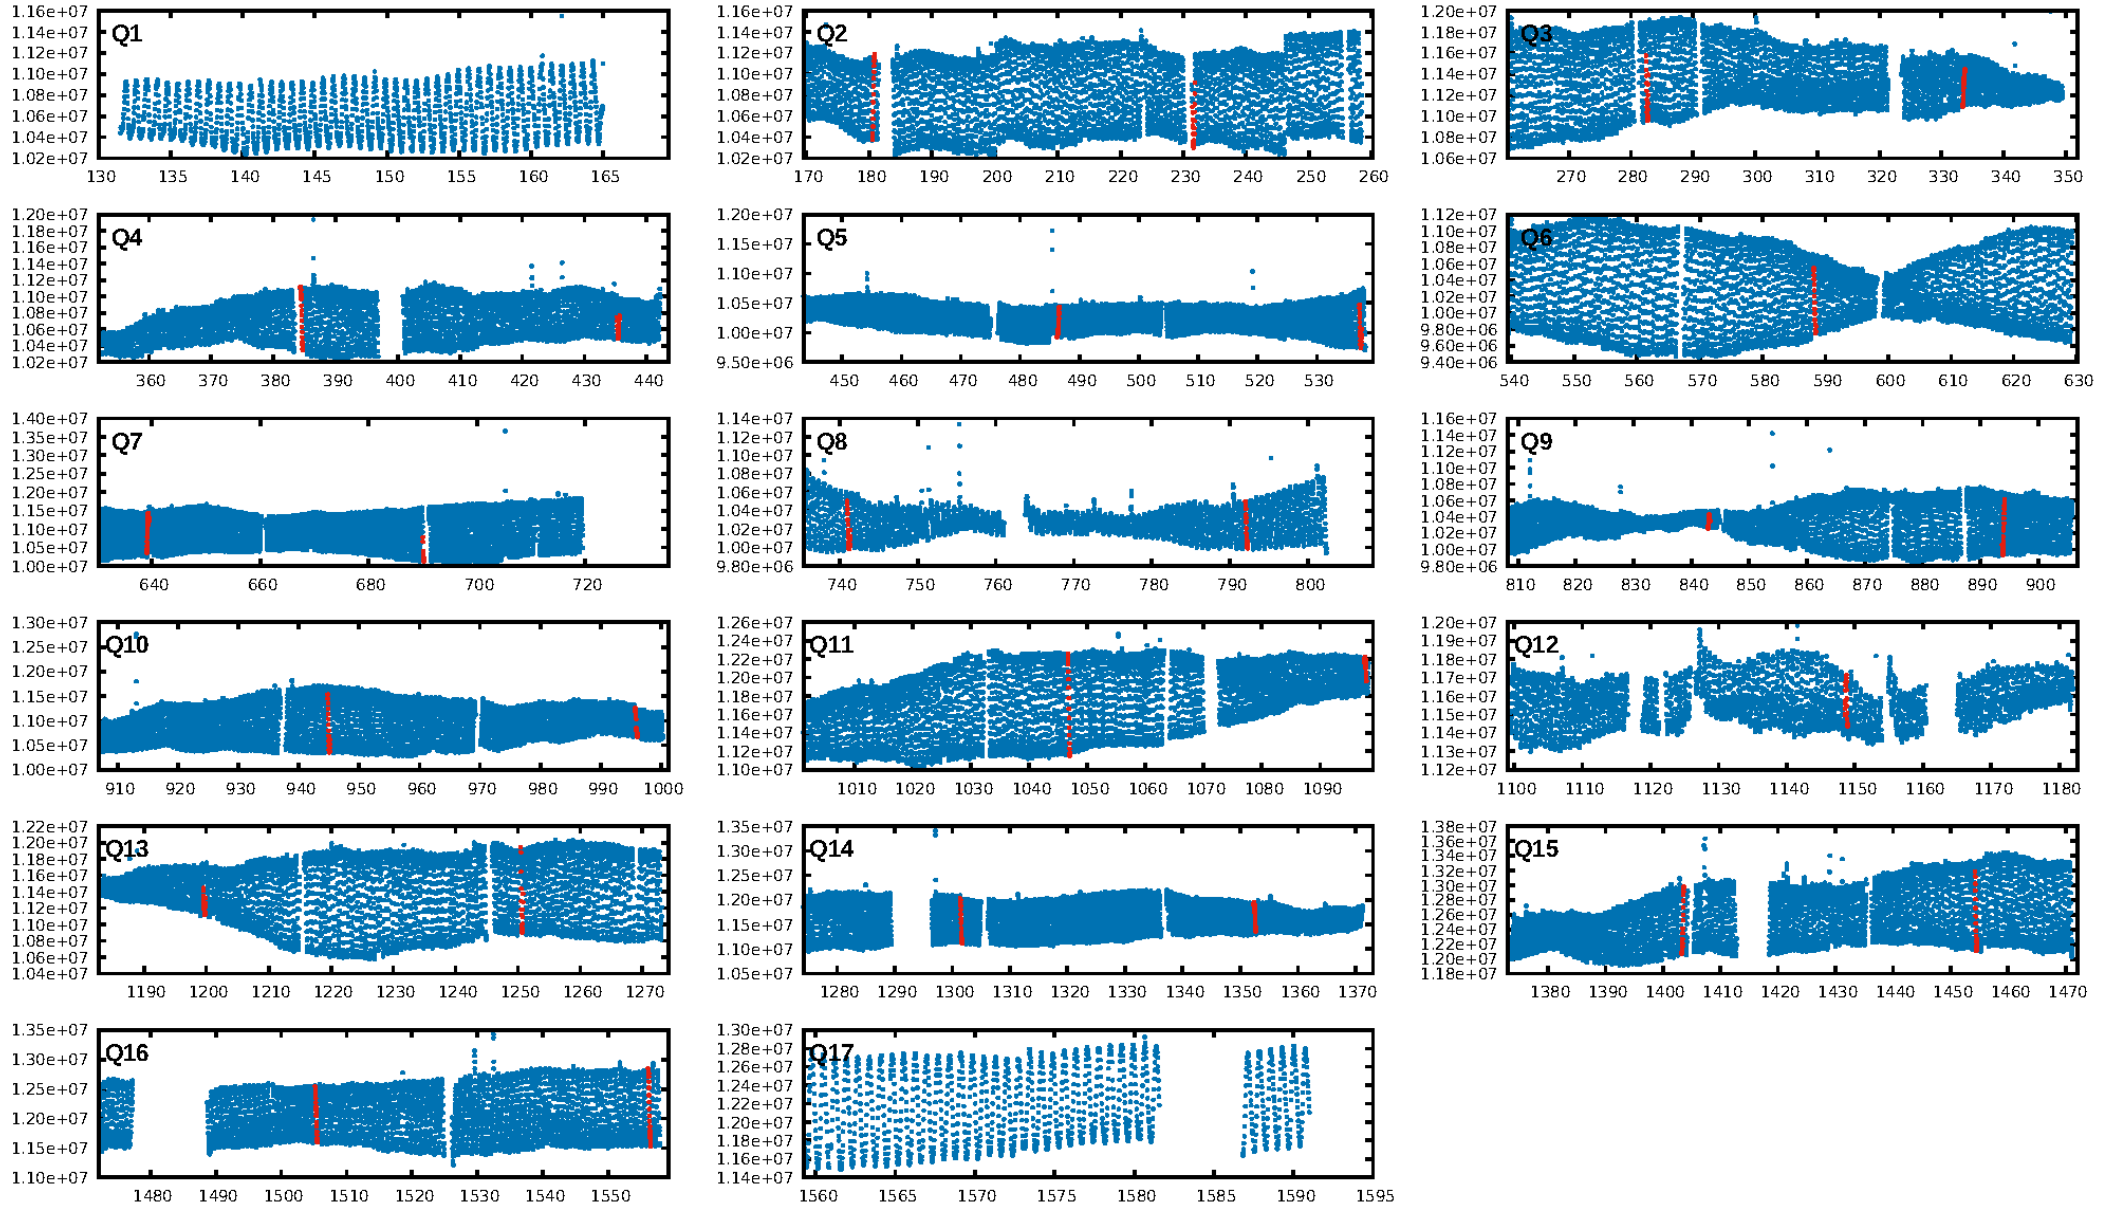 1.16e+07 1.14e+07 1.12e+07 1.10e+07 1.08e+07 1.06e+07 1.04e+07 1.02e+07
Q1
130 135 140 145 150 155 160 165
1.16e+07 1.14e+07 1.12e+07 1.10e+07 1.08e+07 1.06e+07 1.04e+07 1.02e+07
Q2
170 180 190 200 210 220 230 240 250 260
1.20e+07 1.18e+07 1.16e+07 1.14e+07 1.12e+07 1.10e+07 1.08e+07 1.06e+07
Q3
270 280 290 300 310 320 330 340 350
1.20e+07 1.18e+07 1.16e+07 1.14e+07 1.12e+07 1.10e+07 1.08e+07 1.06e+07 1.04e+07 1.02e+07
Q4
360 370 380 390 400 410 420 430 440
1.20e+07 1.15e+07 1.10e+07 1.05e+07 1.00e+07 9.50e+06
Q5
450 460 470 480 490 500 510 520 530
1.12e+07 1.10e+07 1.08e+07 1.06e+07 1.04e+07 1.02e+07 1.00e+07 9.80e+06 9.60e+06 9.40e+06
Q6
540 550 560 570 580 590 600 610 620 630
1.40e+07 1.35e+07 1.30e+07 1.25e+07 1.20e+07 1.15e+07 1.10e+07 1.05e+07 1.00e+07
Q7
640 660 680 700 720
1.14e+07 1.12e+07 1.10e+07 1.08e+07 1.06e+07 1.04e+07 1.02e+07 1.00e+07 9.80e+06
Q8
740 750 760 770 780 790 800
1.16e+07 1.14e+07 1.12e+07 1.10e+07 1.08e+07 1.06e+07 1.04e+07 1.02e+07 1.00e+07 9.80e+06
Q9
810 820 830 840 850 860 870 880 890 900
1.30e+07 1.25e+07 1.20e+07 1.15e+07 1.10e+07 1.05e+07 1.00e+07
Q10
910 920 930 940 950 960 970 980 990 1000
1.26e+07 1.24e+07 1.22e+07 1.20e+07 1.18e+07 1.16e+07 1.14e+07 1.12e+07 1.10e+07
Q11
1010 1020 1030 1040 1050 1060 1070 1080 1090
1.20e+07 1.19e+07 1.18e+07 1.17e+07 1.16e+07 1.15e+07 1.14e+07 1.13e+07 1.12e+07
Q12
1100 1110 1120 1130 1140 1150 1160 1170 1180
1.22e+07 1.20e+07 1.18e+07 1.16e+07 1.14e+07 1.12e+07 1.10e+07 1.08e+07 1.06e+07 1.04e+07
Q13
1190 1200 1210 1220 1230 1240 1250 1260 1270
1.35e+07 1.30e+07 1.25e+07 1.20e+07 1.15e+07 1.10e+07 1.05e+07
Q14
1280 1290 1300 1310 1320 1330 1340 1350 1360 1370
1.38e+07 1.36e+07 1.34e+07 1.32e+07 1.30e+07 1.28e+07 1.26e+07 1.24e+07 1.22e+07 1.20e+07 1.18e+07
Q15
1380 1390 1400 1410 1420 1430 1440 1450 1460 1470
1.35e+07 1.30e+07 1.25e+07 1.20e+07 1.15e+07 1.10e+07
Q16
1480 1490 1500 1510 1520 1530 1540 1550
1.30e+07 1.28e+07 1.26e+07 1.24e+07 1.22e+07 1.20e+07 1.18e+07 1.16e+07 1.14e+07
Q17
1560 1565 1570 1575 1580 1585 1590 1595